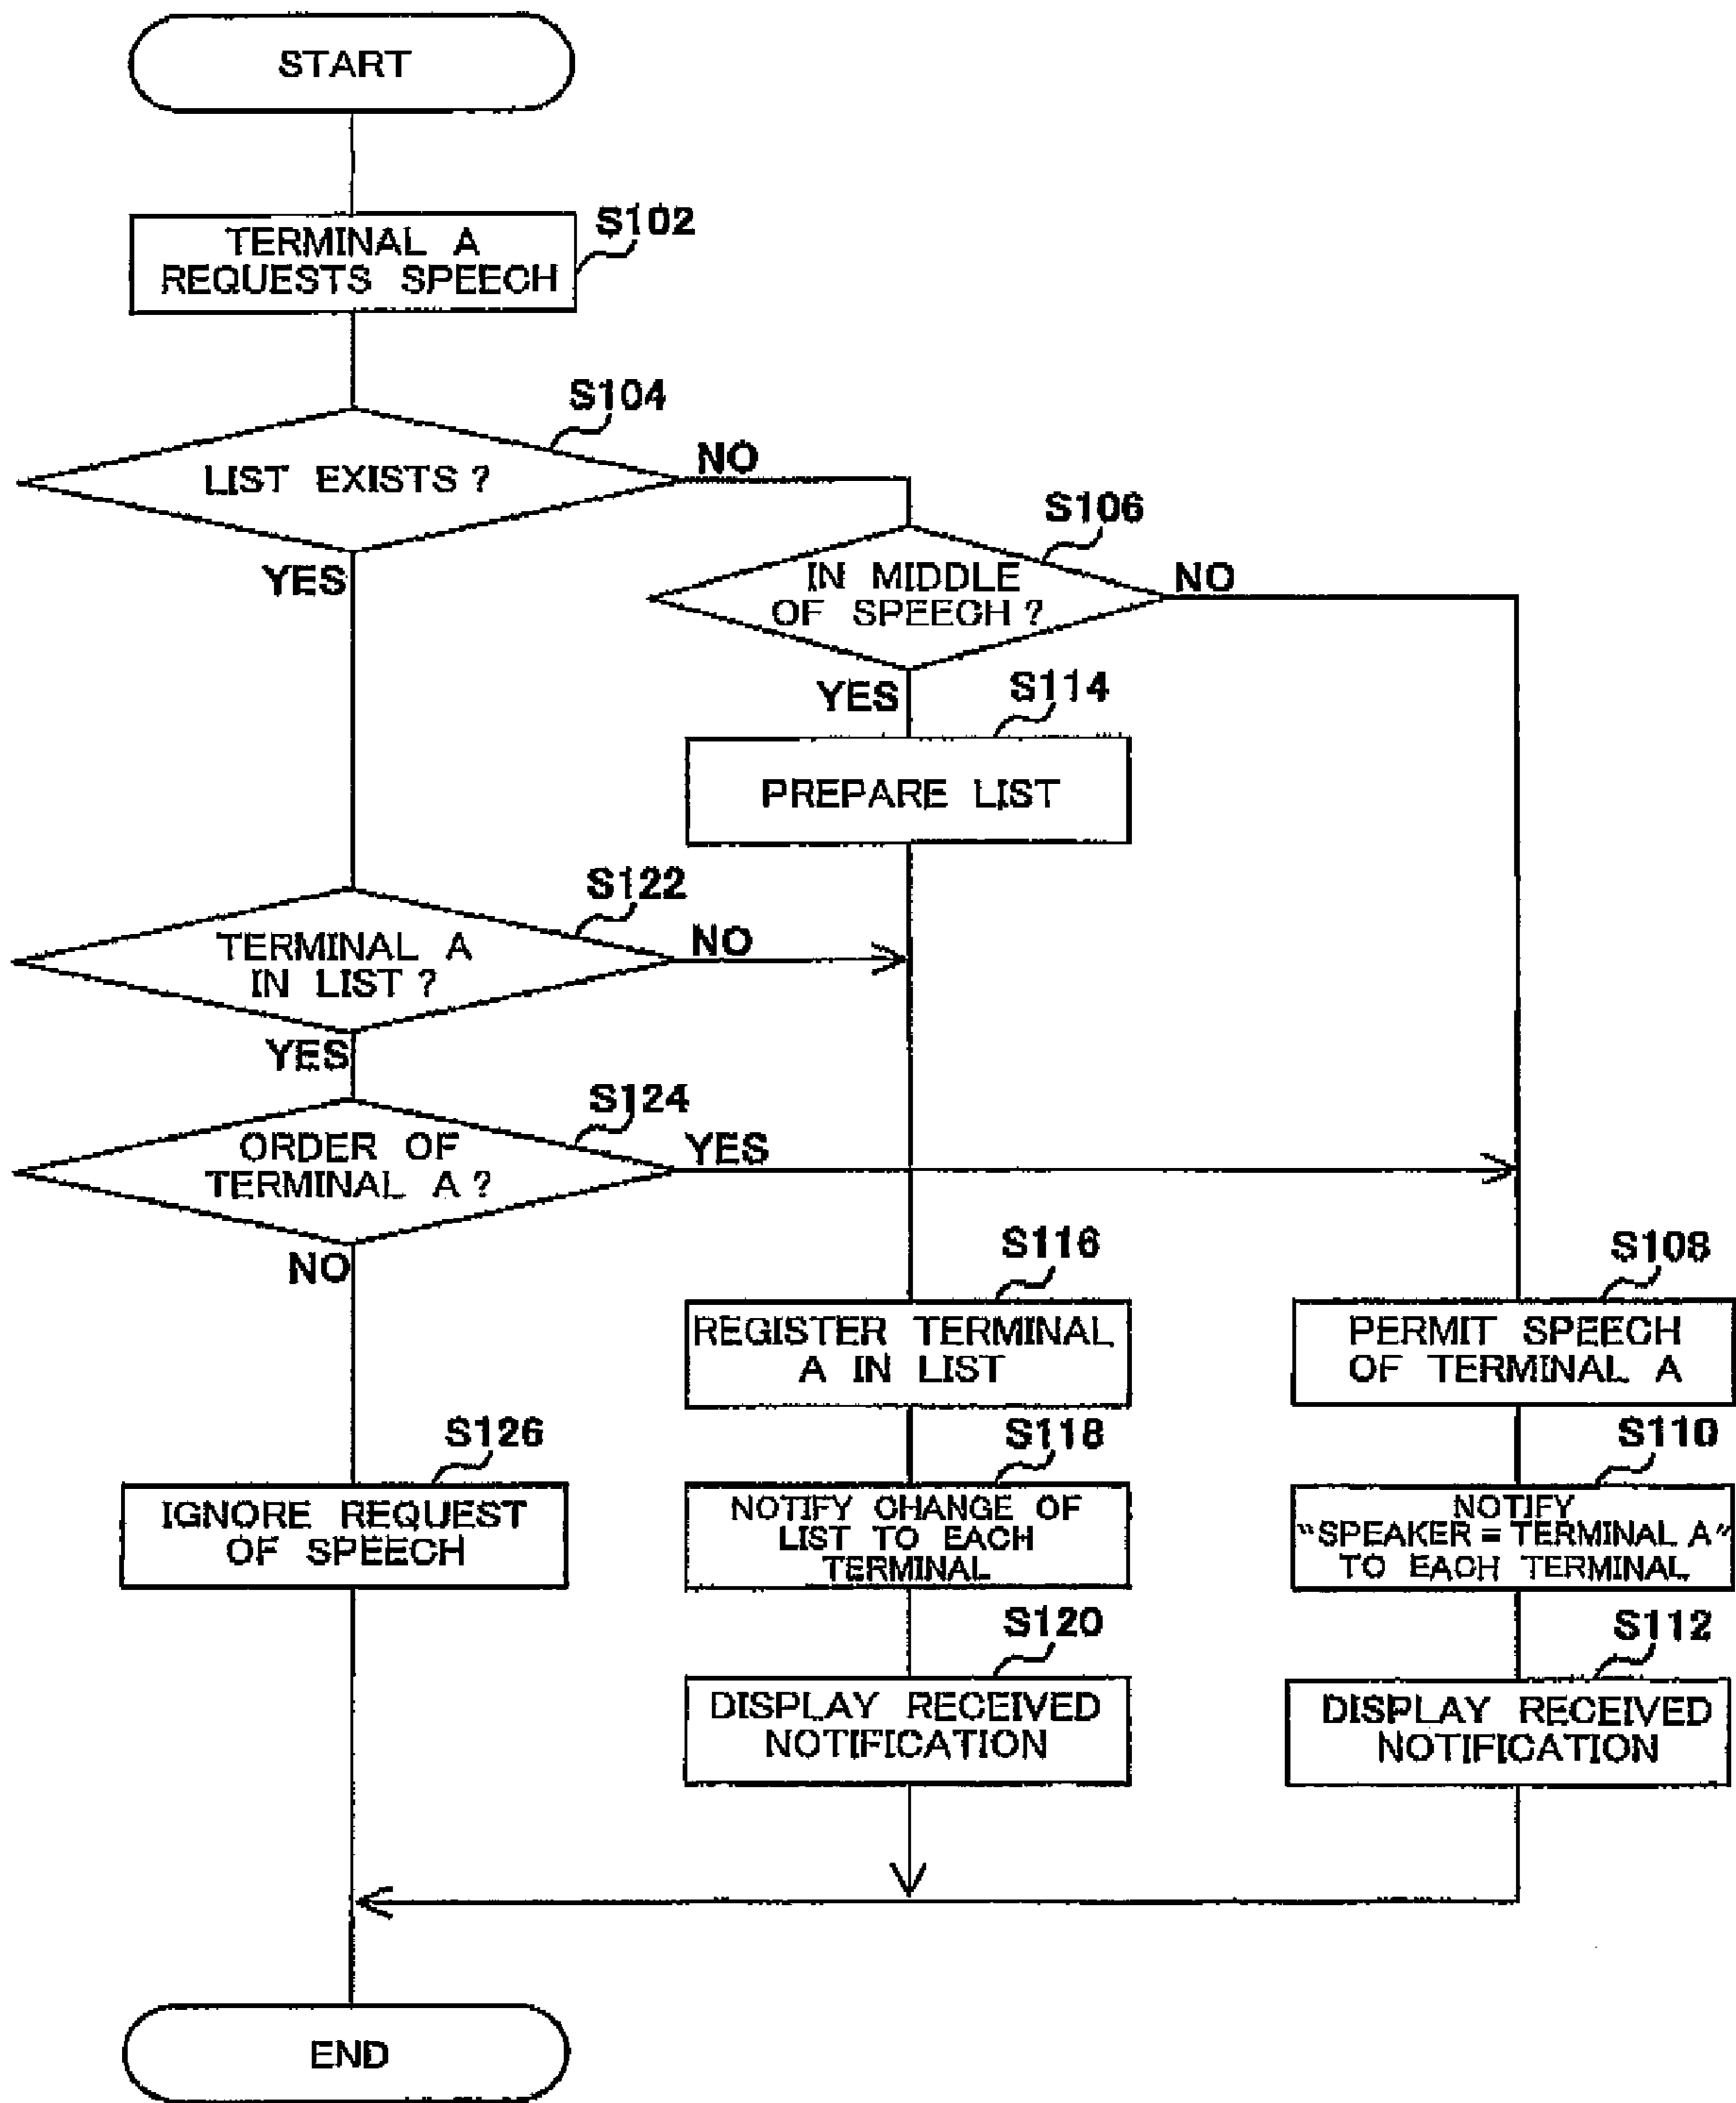 START
S102
TERMINAL A
REQUESTS SPEECH
S104
LIST EXISTS?
NO
YES
S106
IN MIDDLE
OF SPEECH?
NO
YES
S114
PREPARE LIST
S122
TERMINAL A
IN LIST?
NO
YES
S124
ORDER OF
TERMINAL A?
YES
NO
S116
REGISTER TERMINAL
A IN LIST
S108
PERMIT SPEECH
OF TERMINAL A
S126
IGNORE REQUEST
OF SPEECH
S118
NOTIFY CHANGE OF
LIST TO EACH
TERMINAL
S110
NOTIFY
"SPEAKER=TERMINAL A"
TO EACH TERMINAL
S120
DISPLAY RECEIVED
NOTIFICATION
S112
DISPLAY RECEIVED
NOTIFICATION
END